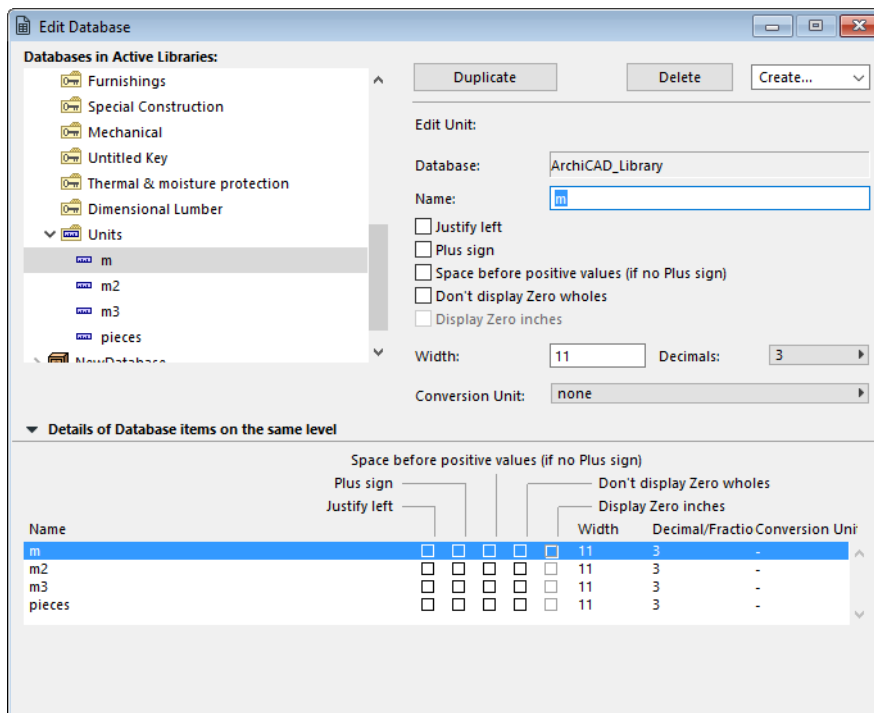 Edit Database
Databases in Active Libraries:
Furnishings
Special Construction
Mechanical
Untitled Key
Thermal & moisture protection
Dimensional Lumber
Units
m
m2
m3
pieces
NewDatabase
Duplicate Delete Create...
Edit Unit:
Database: ArchiCAD_Library
Name: m
Justify left
Plus sign
Space before positive values (if no Plus sign)
Don't display Zero wholes
Display Zero inches
Width: 11 Decimals: 3
Conversion Unit: none
Details of Database items on the same level
Space before positive values (if no Plus sign)
Plus sign Don't display Zero wholes
Justify left Display Zero inches
Name Width Decimal/Fractio Conversion Unit
m 11 3 -
m2 11 3 -
m3 11 3 -
pieces 11 3 -